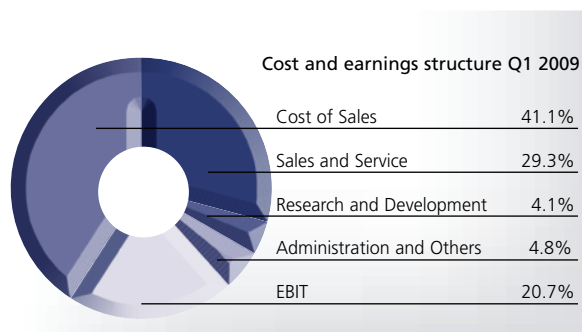 Cost and earnings structure Q1 2009
Cost of Sales 41.1%
Sales and Service 29.3%
Research and Development 4.1%
Administration and Others 4.8%
EBIT 20.7%